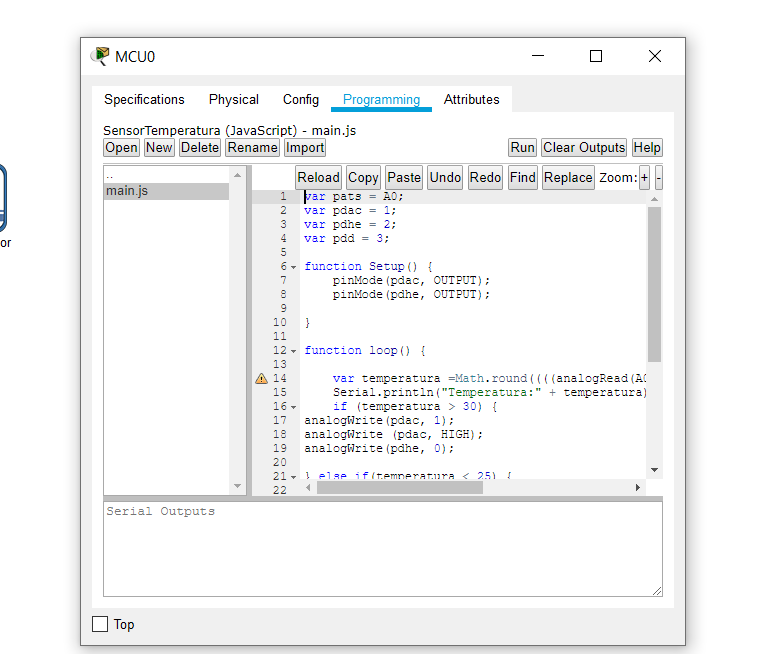 MCU0
Specifications Physical Config Programming Attributes
SensorTemperatura (JavaScript) - main.js
Open New Delete Rename Import Run Clear Outputs Help
Reload Copy Paste Undo Redo Find Replace Zoom: + -
..
main.js
1 var pats = A0;
2 var pdac = 1;
3 var pdhe = 2;
4 var pdd = 3;
5
6 function Setup() {
7 pinMode(pdac, OUTPUT);
8 pinMode(pdhe, OUTPUT);
9
10 }
11
12 function loop() {
13
14 var temperatura =Math.round((((analogRead(A0
15 Serial.println("Temperatura:" + temperatura)
16 if (temperatura > 30) {
17 analogWrite(pdac, 1);
18 analogWrite (pdac, HIGH);
19 analogWrite(pdhe, 0);
20
21 } else if(temperatura < 25) {
22
Serial Outputs
Top
or